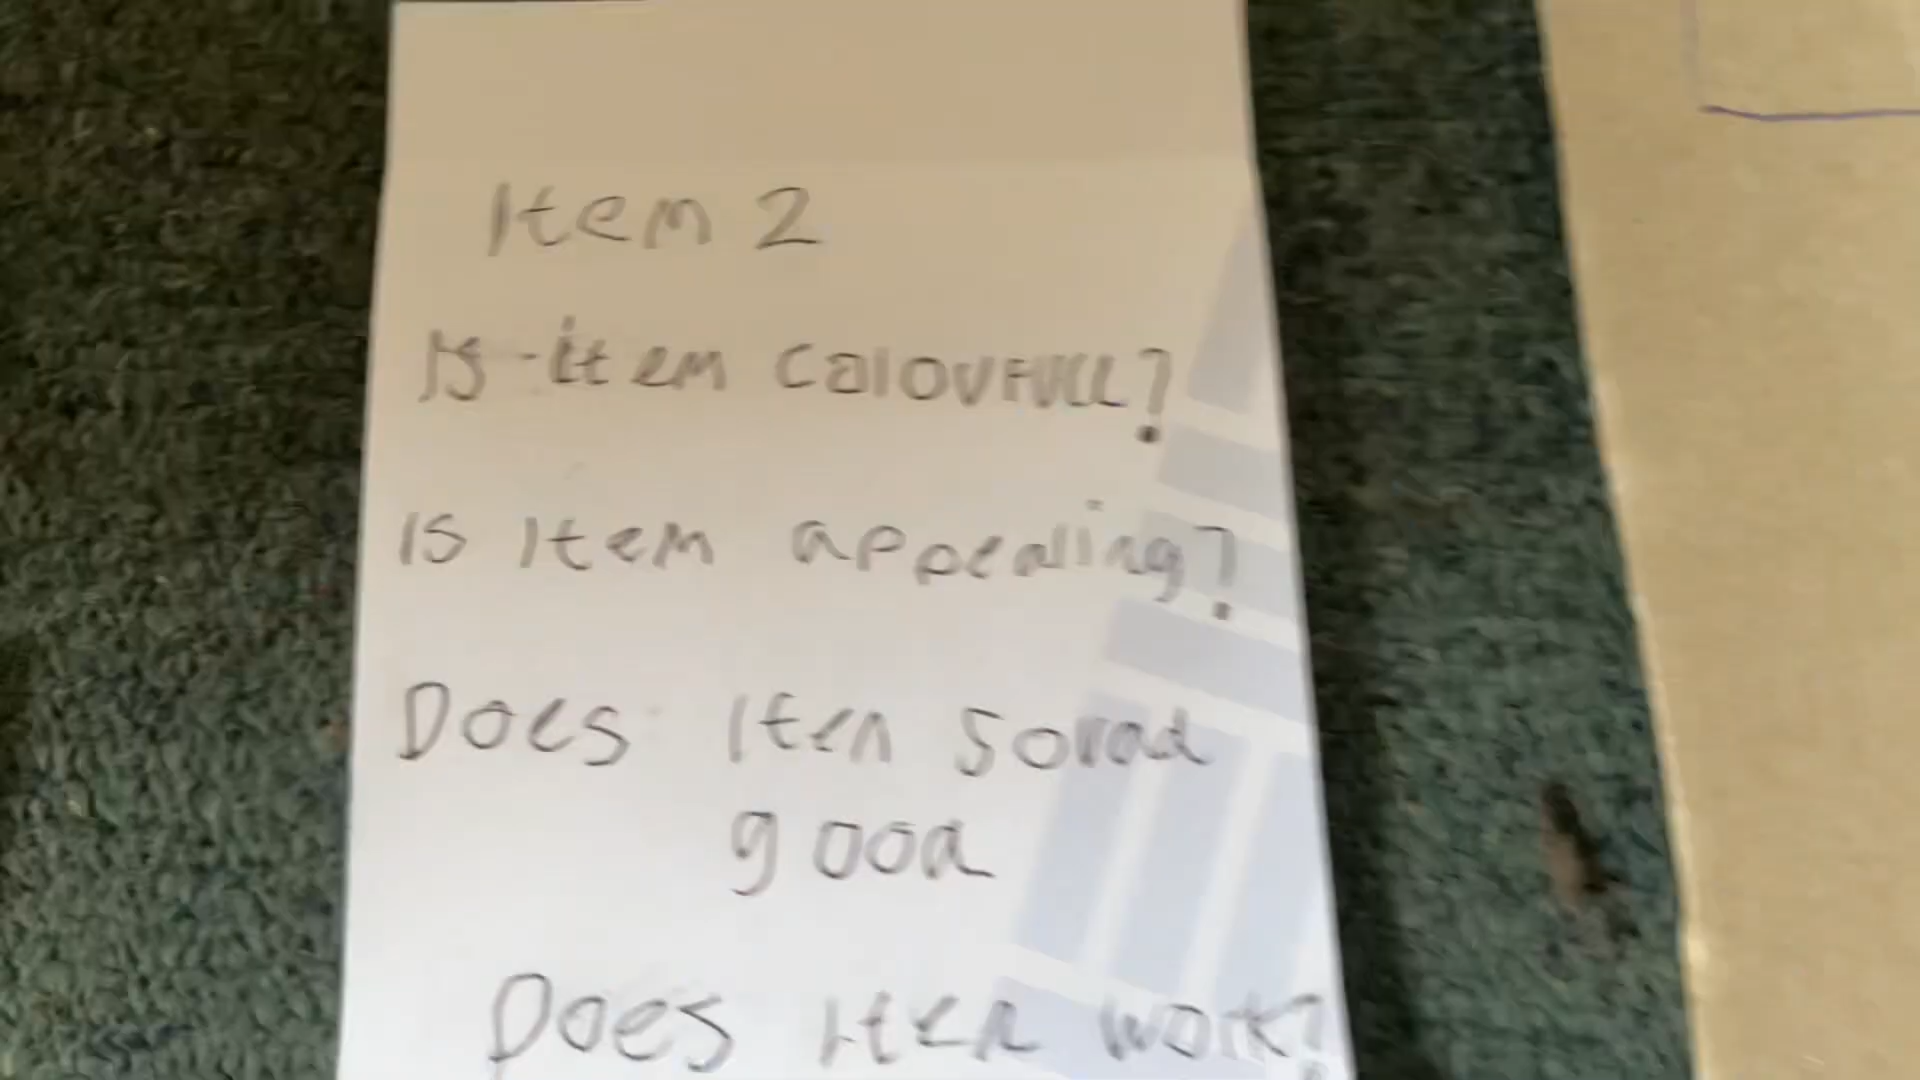 Item 2
Is item colourfull?
Is Item appealing?
Does Item sound
good
Does Item work?